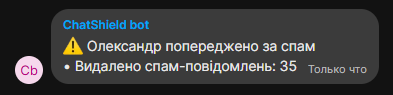 ChatShield bot
⚠️ Олександр попереджено за спам
• Видалено спам-повідомлень: 35 Только что
Cb